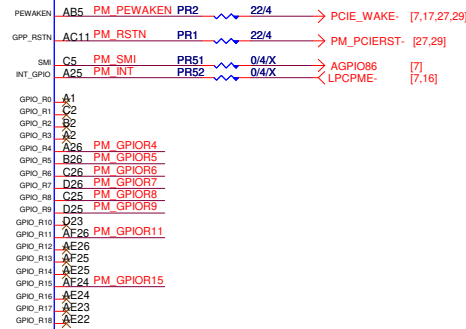 PEWAKEN AB5 PM_PEWAKEN PR2 22/4 PCIE_WAKE- [7,17,27,29]
GPP_RSTN AC11 PM_RSTN PR1 22/4 PM_PCIERST- [27,29]
SMI C5 PM_SMI PR51 0/4/X AGPIO86 [7]
INT_GPIO A25 PM_INT PR52 0/4/X LPCPME- [7,16]
GPIO_R0 A1
GPIO_R1 C2
GPIO_R2 B2
GPIO_R3 A2
GPIO_R4 A26 PM_GPIOR4
GPIO_R5 B26 PM_GPIOR5
GPIO_R6 C26 PM_GPIOR6
GPIO_R7 D26 PM_GPIOR7
GPIO_R8 C25 PM_GPIOR8
GPIO_R9 D25 PM_GPIOR9
GPIO_R10 D23
GPIO_R11 AF26 PM_GPIOR11
GPIO_R12 AE26
GPIO_R13 AF25
GPIO_R14 AE25
GPIO_R15 AF24 PM_GPIOR15
GPIO_R16 AE24
GPIO_R17 AE23
GPIO_R18 AE22